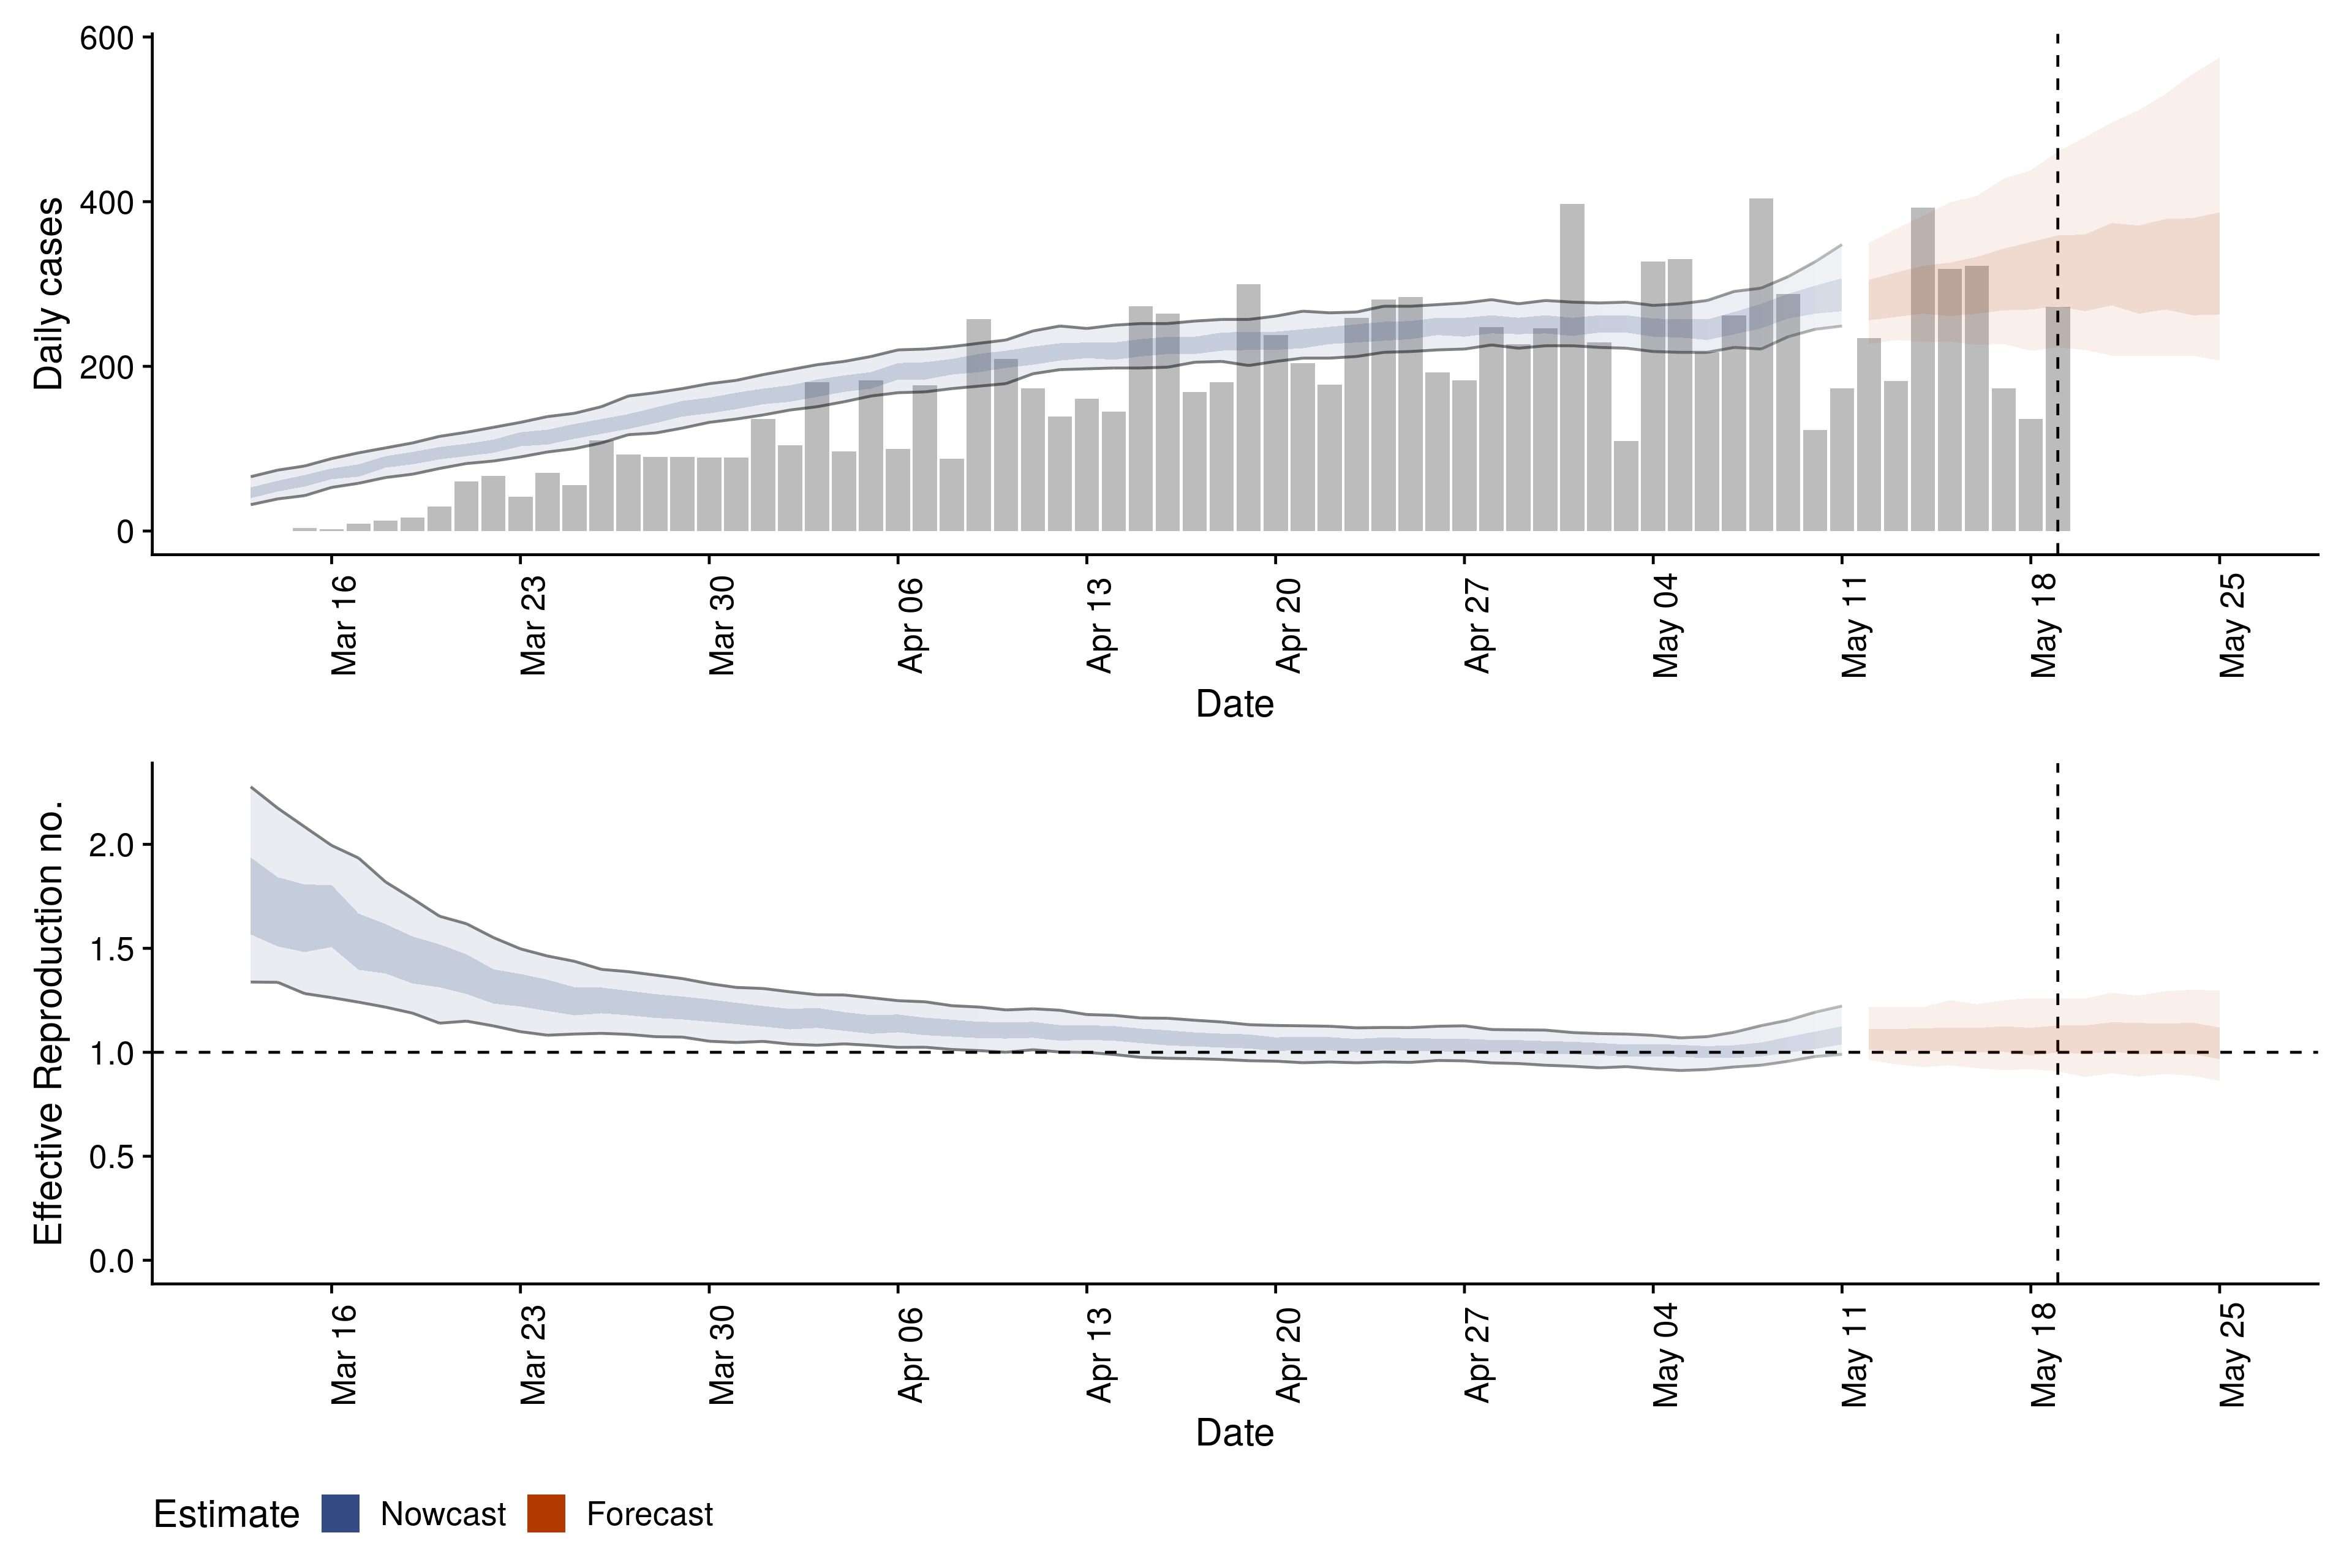 600
400
200
0
Daily cases
Mar 16
Mar 23
Mar 30
Apr 06
Apr 13
Apr 20
Apr 27
May 04
May 11
May 18
May 25
Date
2.0
1.5
1.0
0.5
0.0
Effective Reproduction no.
Mar 16
Mar 23
Mar 30
Apr 06
Apr 13
Apr 20
Apr 27
May 04
May 11
May 18
May 25
Date
Estimate Nowcast Forecast